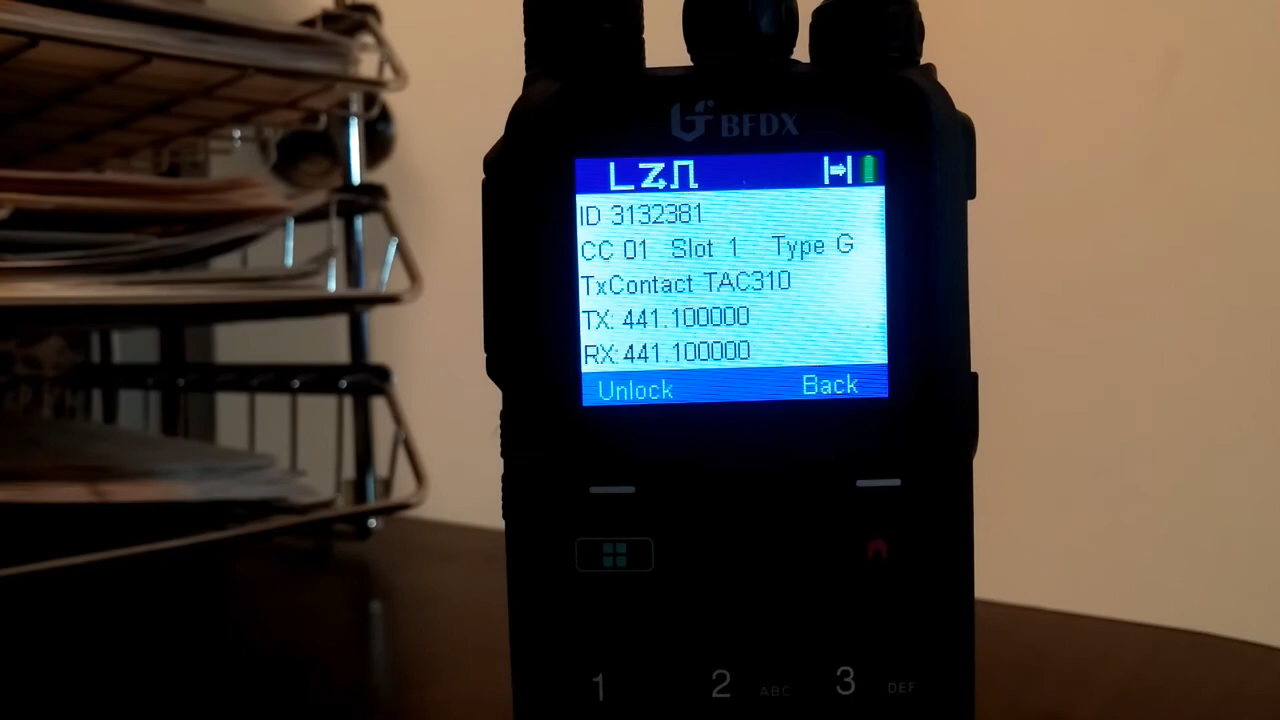 BFDX
ID 3132381
CC 01 Slot 1 Type G
TxContact TAC310
TX: 441.100000
RX: 441.100000
Unlock Back
1 2 ABC 3 DEF